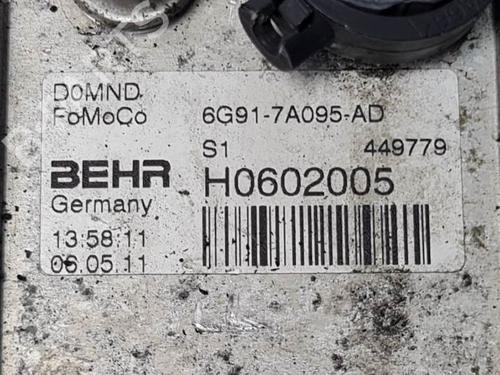 D0MND
FoMoCo
6G91-7A095-AD
S1 449779
BEHR H0602005
Germany
13:58:11
06.05.11